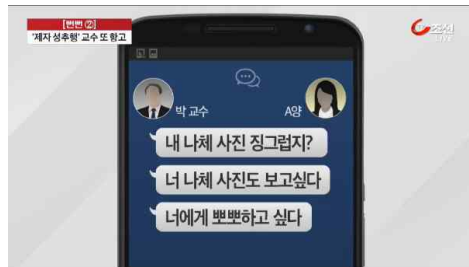 [뻔뻔 ②]
'제자 성추행' 교수 또 항고
박 교수
A양
내 나체 사진 징그럽지?
너 나체 사진도 보고싶다
너에게 뽀뽀하고 싶다